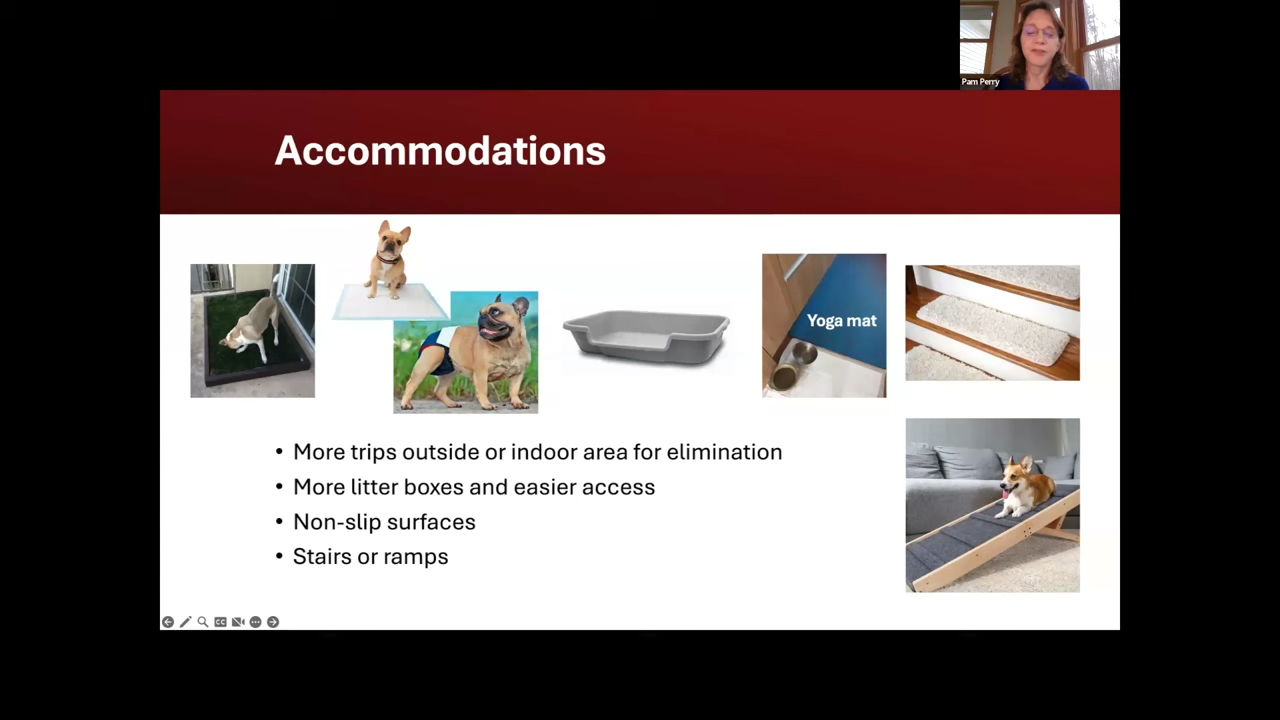 Pam Perry
Accommodations
Yoga mat
• More trips outside or indoor area for elimination
• More litter boxes and easier access
• Non-slip surfaces
• Stairs or ramps
CC